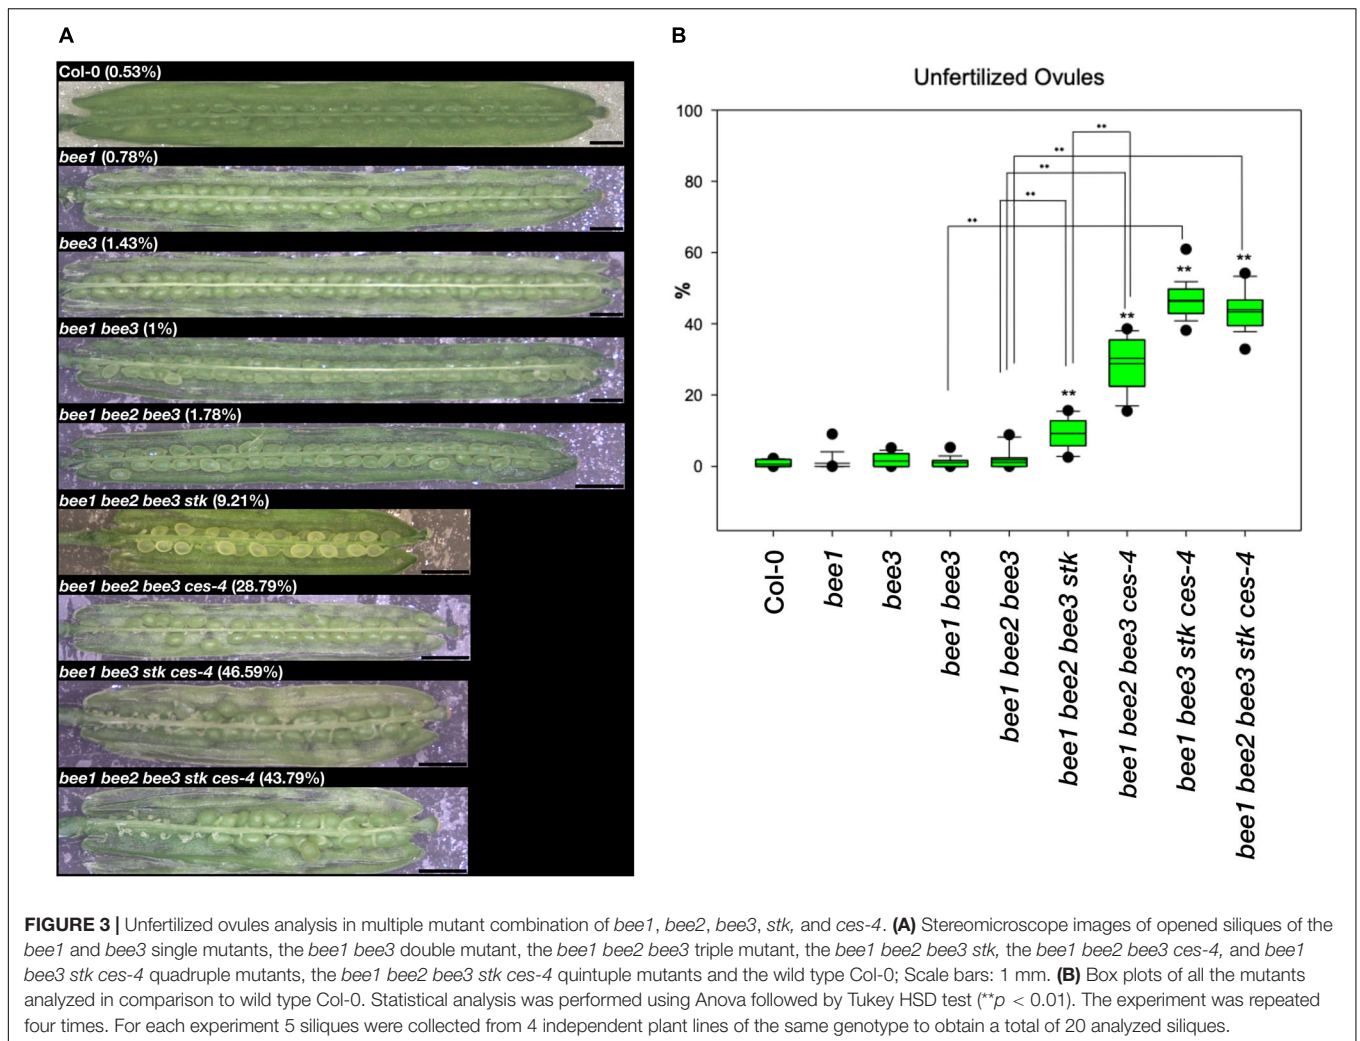 A
Col-0 (0.53%)
bee1 (0.78%)
bee3 (1.43%)
bee1 bee3 (1%)
bee1 bee2 bee3 (1.78%)
bee1 bee2 bee3 stk (9.21%)
bee1 bee2 bee3 ces-4 (28.79%)
bee1 bee3 stk ces-4 (46.59%)
bee1 bee2 bee3 stk ces-4 (43.79%)
B
Unfertilized Ovules
%
100
80
60
40
20
0
**
**
**
**
**
**
**
**
**
Col-0
bee1
bee3
bee1 bee3
bee1 bee2 bee3
bee1 bee2 bee3 stk
bee1 bee2 bee3 ces-4
bee1 bee3 stk ces-4
bee1 bee2 bee3 stk ces-4
FIGURE 3 | Unfertilized ovules analysis in multiple mutant combination of bee1, bee2, bee3, stk, and ces-4. (A) Stereomicroscope images of opened siliques of the
bee1 and bee3 single mutants, the bee1 bee3 double mutant, the bee1 bee2 bee3 triple mutant, the bee1 bee2 bee3 stk, the bee1 bee2 bee3 ces-4, and bee1
bee3 stk ces-4 quadruple mutants, the bee1 bee2 bee3 stk ces-4 quintuple mutants and the wild type Col-0; Scale bars: 1 mm. (B) Box plots of all the mutants
analyzed in comparison to wild type Col-0. Statistical analysis was performed using Anova followed by Tukey HSD test (**p < 0.01). The experiment was repeated
four times. For each experiment 5 siliques were collected from 4 independent plant lines of the same genotype to obtain a total of 20 analyzed siliques.